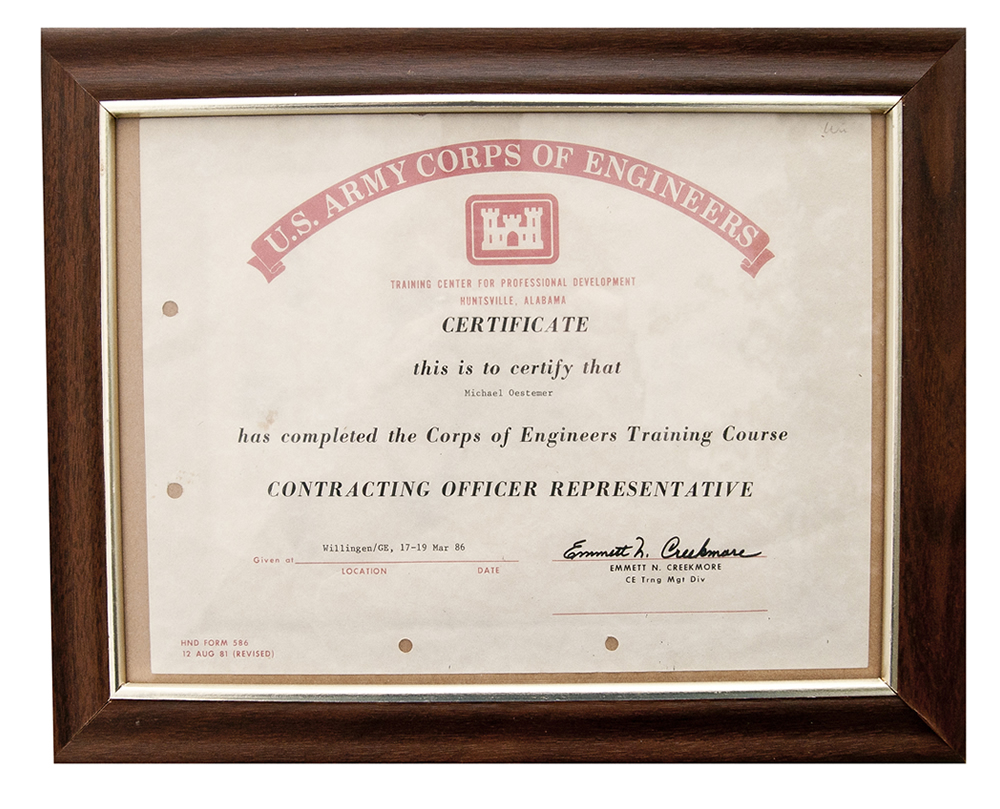 U.S. ARMY CORPS OF ENGINEERS
TRAINING CENTER FOR PROFESSIONAL DEVELOPMENT
HUNTSVILLE, ALABAMA
CERTIFICATE
this is to certify that
Michael Oestemer
has completed the Corps of Engineers Training Course
CONTRACTING OFFICER REPRESENTATIVE
Willingen/GE, 17-19 Mar 86
Given at
LOCATION DATE
Emmett N. Creekmore
EMMETT N. CREEKMORE
CE Trng Mgt Div
HND FORM 586
12 AUG 81 (REVISED)